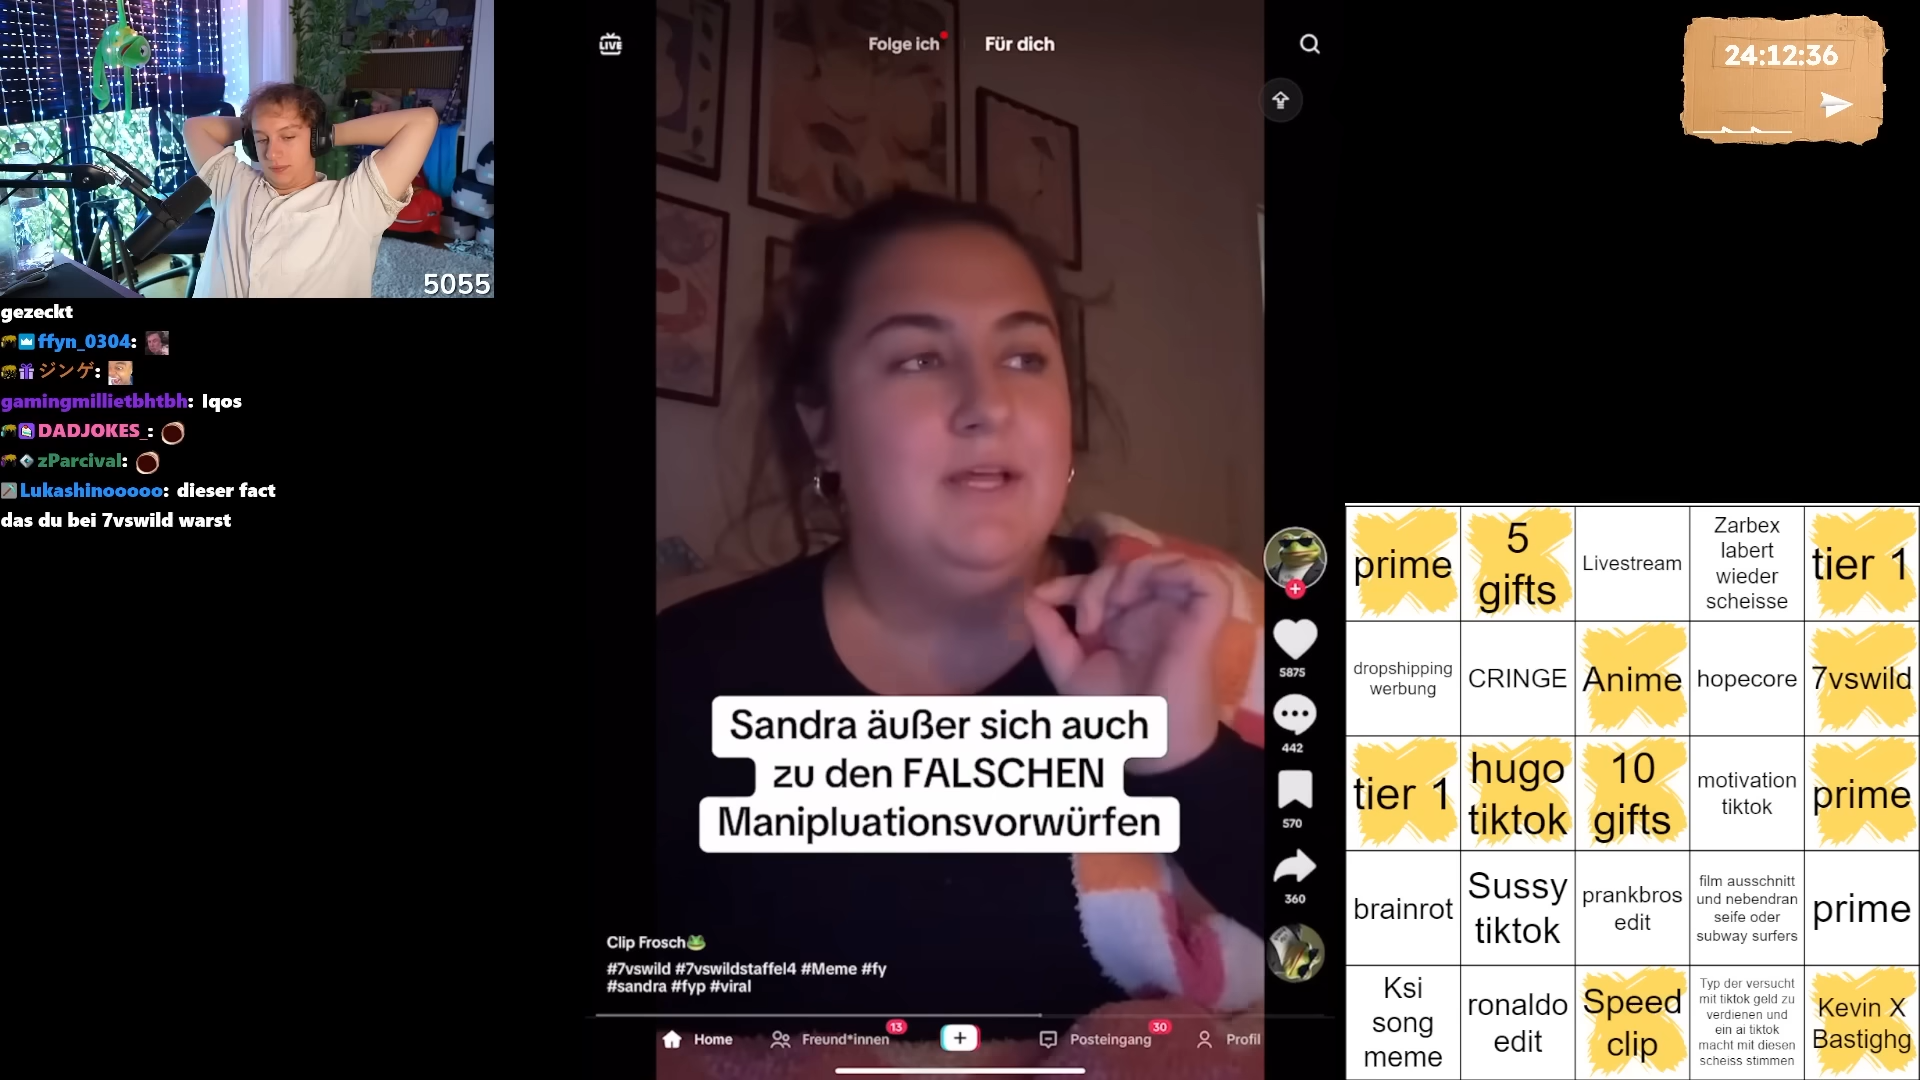 5055
gezeckt
ffyn_0304:
ジンゲ:
gamingmillietbhtbh: Iqos
DADJOKES_:
zParcival:
Lukashinooooo: dieser fact
das du bei 7vswild warst
LIVE
Folge ich
Für dich
Sandra äußer sich auch
zu den FALSCHEN
Manipluationsvorwürfen
5875
442
570
360
Clip Frosch🐸
#7vswild #7vswildstaffel4 #Meme #fy
#sandra #fyp #viral
Home
Freund*innen
13
Posteingang
30
Profil
24:12:36
prime
5
gifts
Livestream
Zarbex
labert
wieder
scheisse
tier 1
dropshipping
werbung
CRINGE
Anime
hopecore
7vswild
tier 1
hugo
tiktok
10
gifts
motivation
tiktok
prime
brainrot
Sussy
tiktok
prankbros
edit
film ausschnitt
und nebendran
seife oder
subway surfers
prime
Ksi
song
meme
ronaldo
edit
Speed
clip
Typ der versucht
mit tiktok geld zu
verdienen und
ein ai tiktok
macht mit diesen
scheiss stimmen
Kevin X
Bastighg